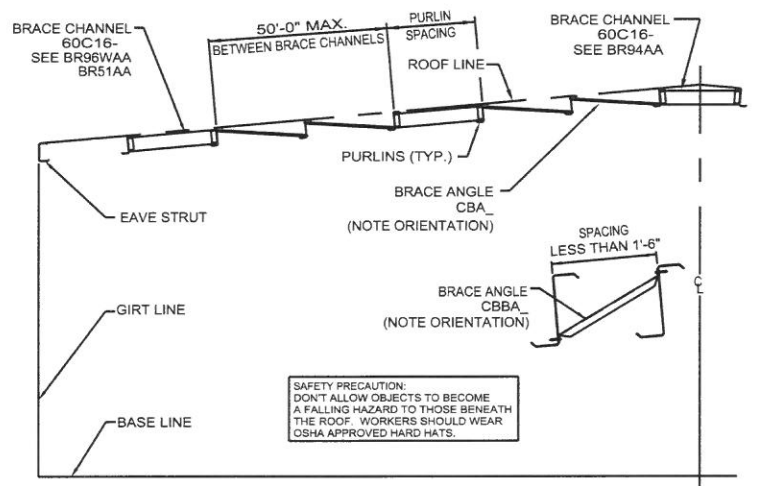 BRACE CHANNEL
60C16-
SEE BR96WAA
BR51AA
50'-0" MAX.
BETWEEN BRACE CHANNELS
PURLIN
SPACING
ROOF LINE
BRACE CHANNEL
60C16-
SEE BR94AA
PURLINS (TYP.)
BRACE ANGLE
CBA_
(NOTE ORIENTATION)
EAVE STRUT
SPACING
LESS THAN 1'-6"
BRACE ANGLE
CBBA_
(NOTE ORIENTATION)
CL
GIRT LINE
SAFETY PRECAUTION:
DON'T ALLOW OBJECTS TO BECOME
A FALLING HAZARD TO THOSE BENEATH
THE ROOF. WORKERS SHOULD WEAR
OSHA APPROVED HARD HATS.
BASE LINE